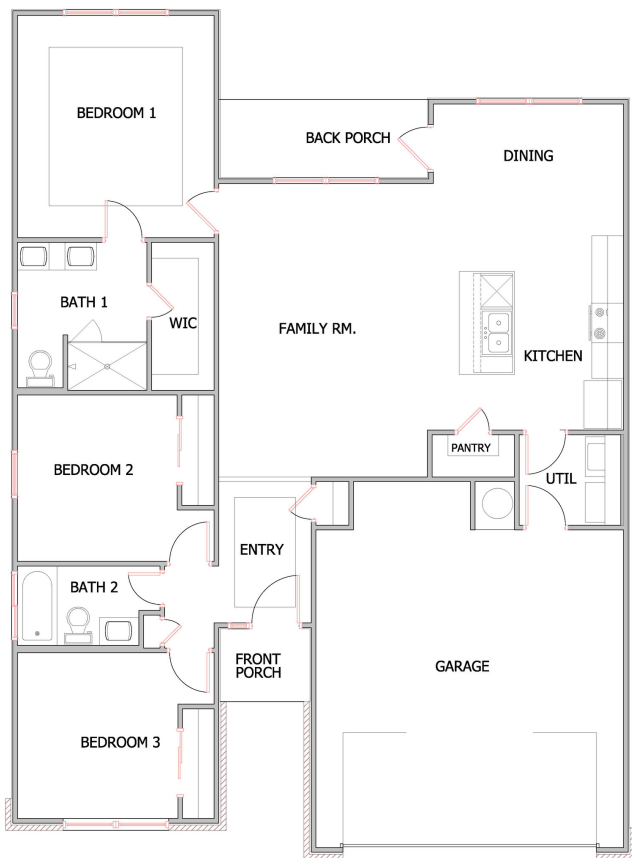 BEDROOM 1
BACK PORCH
DINING
BATH 1
WIC
FAMILY RM.
KITCHEN
BEDROOM 2
PANTRY
UTIL
ENTRY
BATH 2
FRONT
PORCH
GARAGE
BEDROOM 3